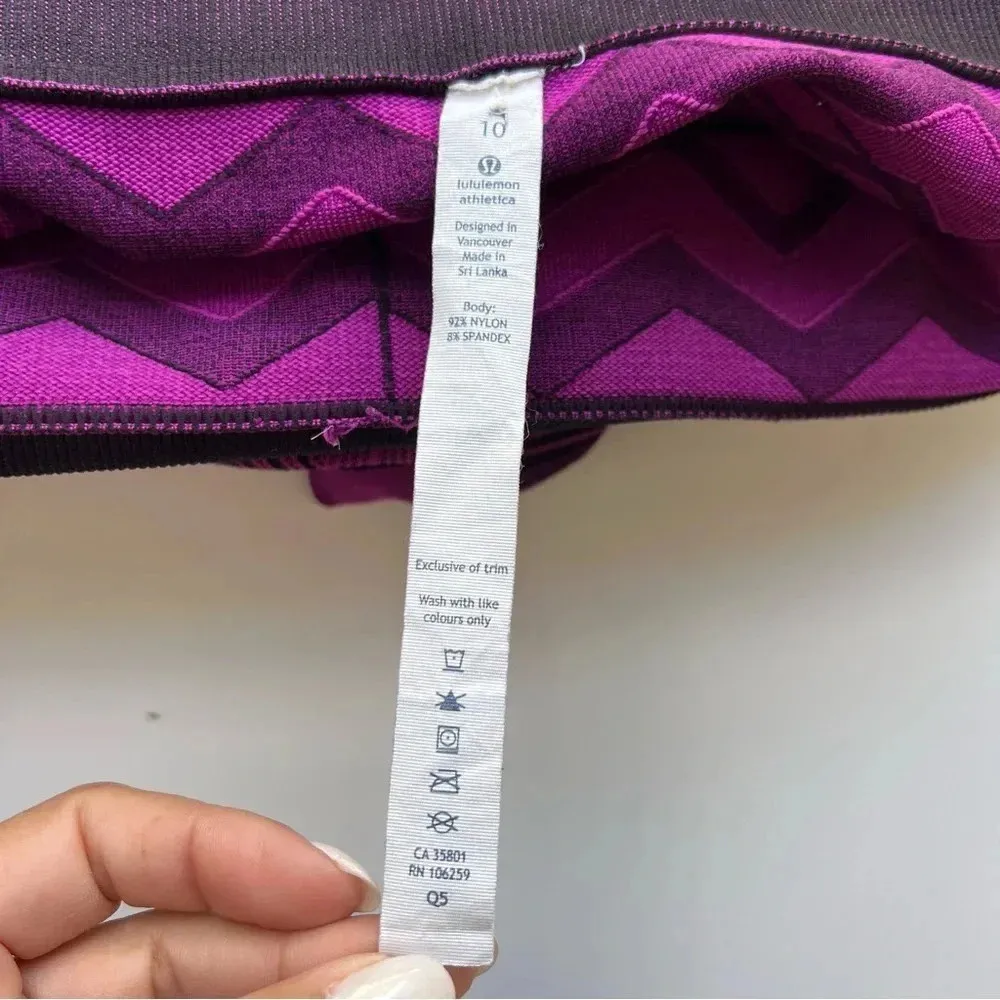 10
lululemon
athletica
Designed in
Vancouver
Made in
Sri Lanka
Body:
92% NYLON
8% SPANDEX
Exclusive of trim
Wash with like
colours only
CA 35801
RN 106259
Q5